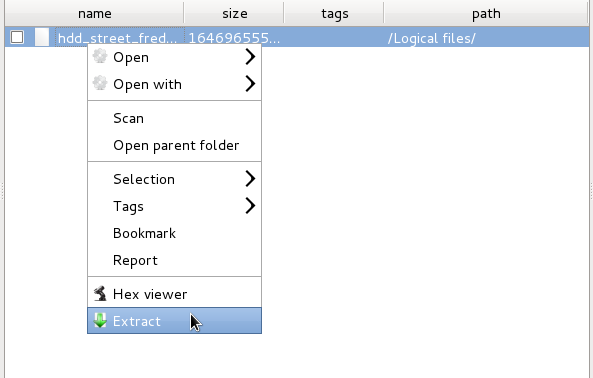 name size tags path
hdd_street_fred... 164696555... /Logical files/
Open
Open with
Scan
Open parent folder
Selection
Tags
Bookmark
Report
Hex viewer
Extract